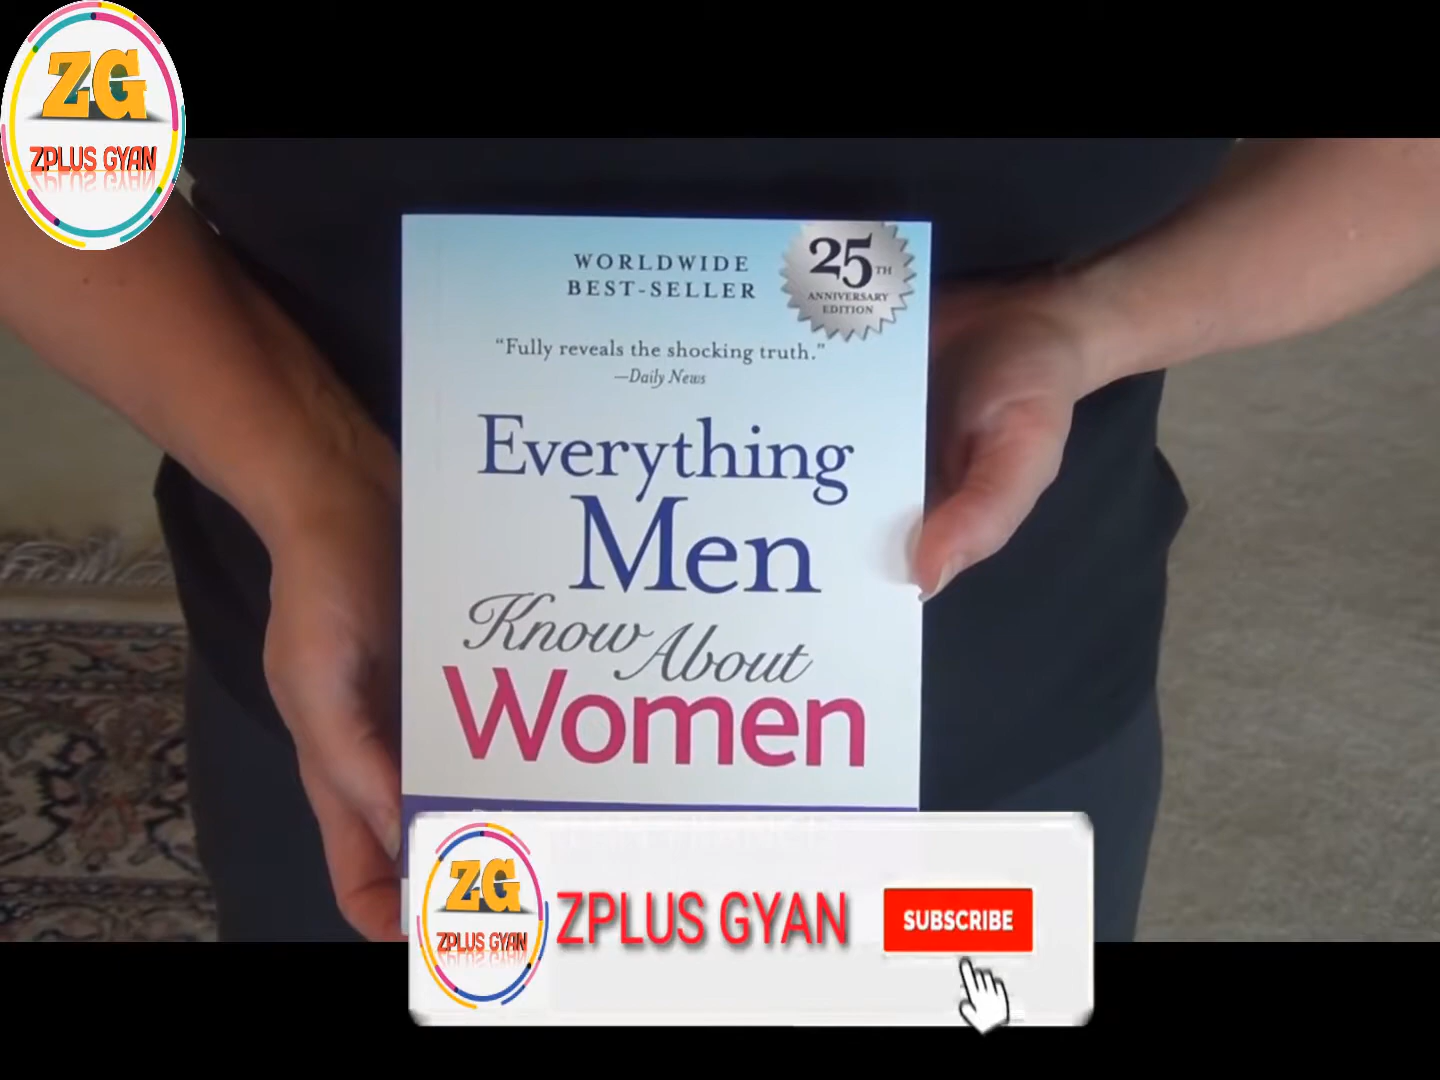 ZG
ZPLUS GYAN
WORLDWIDE
BEST-SELLER
25TH
ANNIVERSARY
EDITION
"Fully reveals the shocking truth."
—Daily News
Everything
Men
Know About
Women
ZG
ZPLUS GYAN
ZPLUS GYAN
SUBSCRIBE